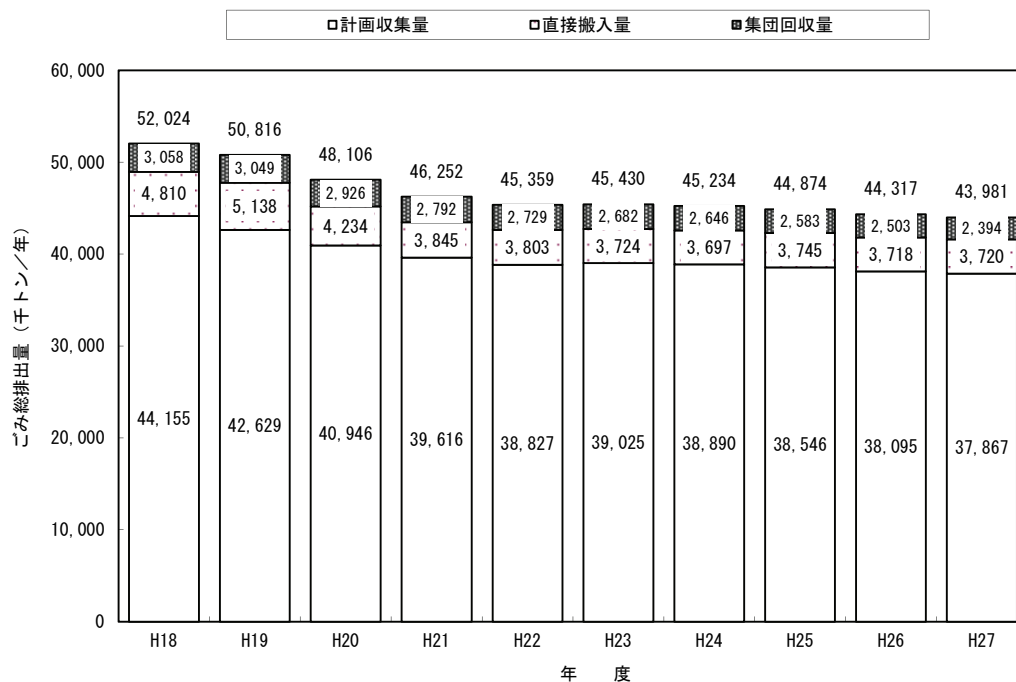 計画収集量 直接搬入量 集団回収量
60,000
50,000
40,000
30,000
20,000
10,000
0
ごみ総排出量（千トン／年）
52,024 50,816 48,106 46,252 45,359 45,430 45,234 44,874 44,317 43,981
3,058 3,049 2,926 2,792 2,729 2,682 2,646 2,583 2,503 2,394
4,810 5,138 4,234 3,845 3,803 3,724 3,697 3,745 3,718 3,720
44,155 42,629 40,946 39,616 38,827 39,025 38,890 38,546 38,095 37,867
H18 H19 H20 H21 H22 H23 H24 H25 H26 H27
年　度